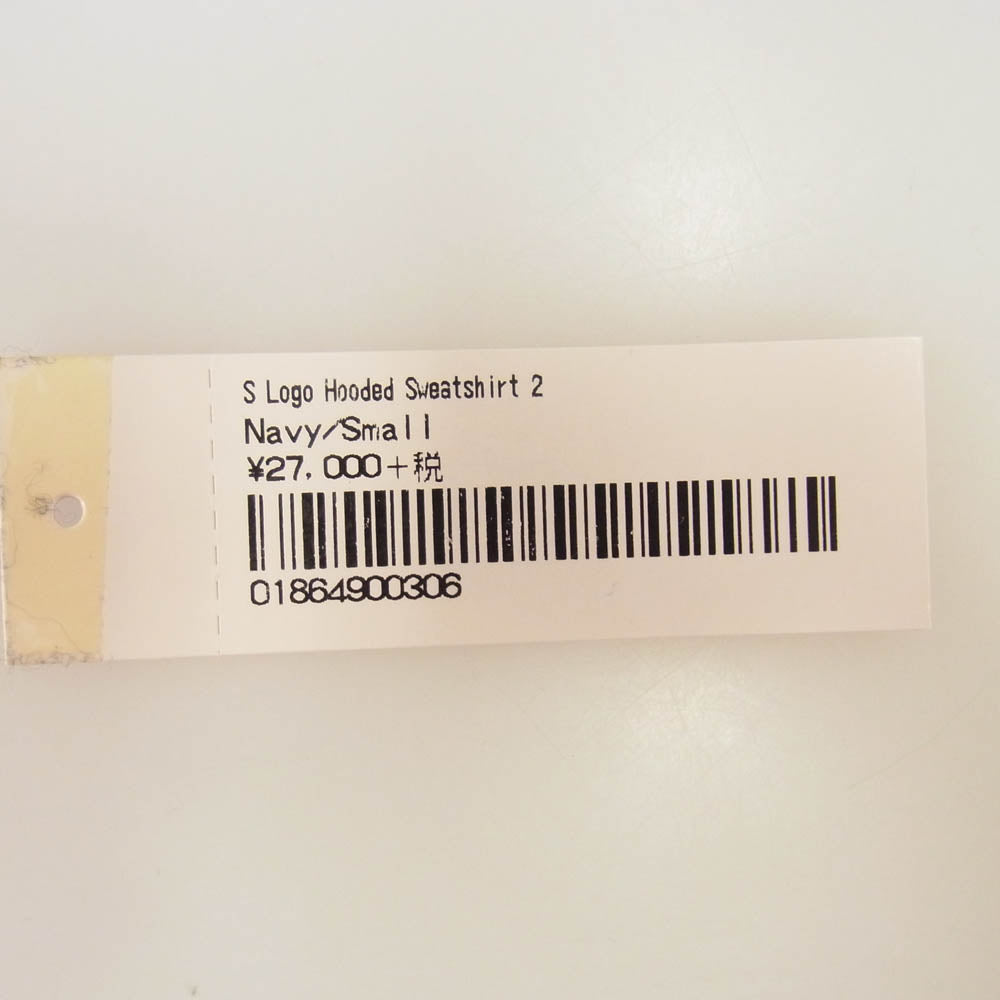 S Logo Hooded Sweatshirt 2
Navy/Small
¥27,000+税
01864900306